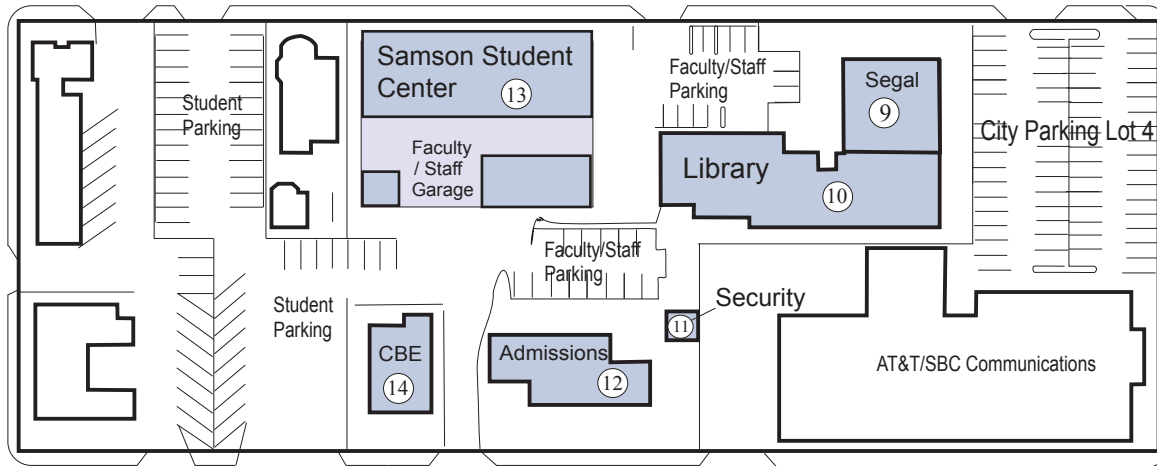 Samson Student
Center
13
Faculty/Staff
Parking
Segal
9
Student
Parking
City Parking Lot 4
Faculty
/ Staff
Garage
Library
10
Faculty/Staff
Parking
Student
Parking
Security
11
CBE
14
Admissions
12
AT&T/SBC Communications